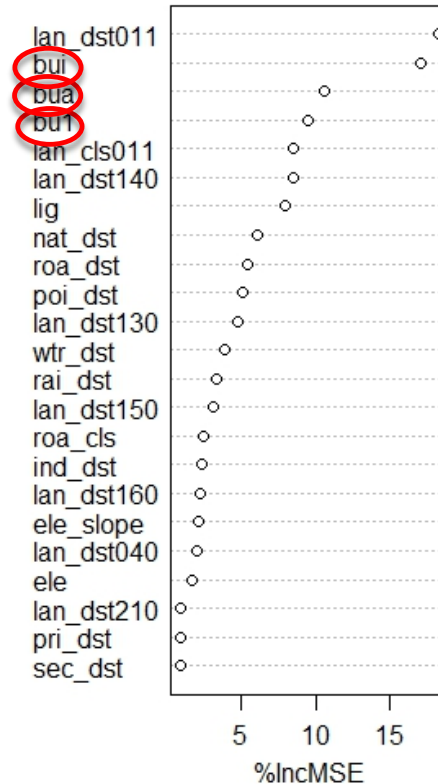 lan_dst011
bui
bua
bu1
lan_cls011
lan_dst140
lig
nat_dst
roa_dst
poi_dst
lan_dst130
wtr_dst
rai_dst
lan_dst150
roa_cls
ind_dst
lan_dst160
ele_slope
lan_dst040
ele
lan_dst210
pri_dst
sec_dst
5 10 15
%IncMSE